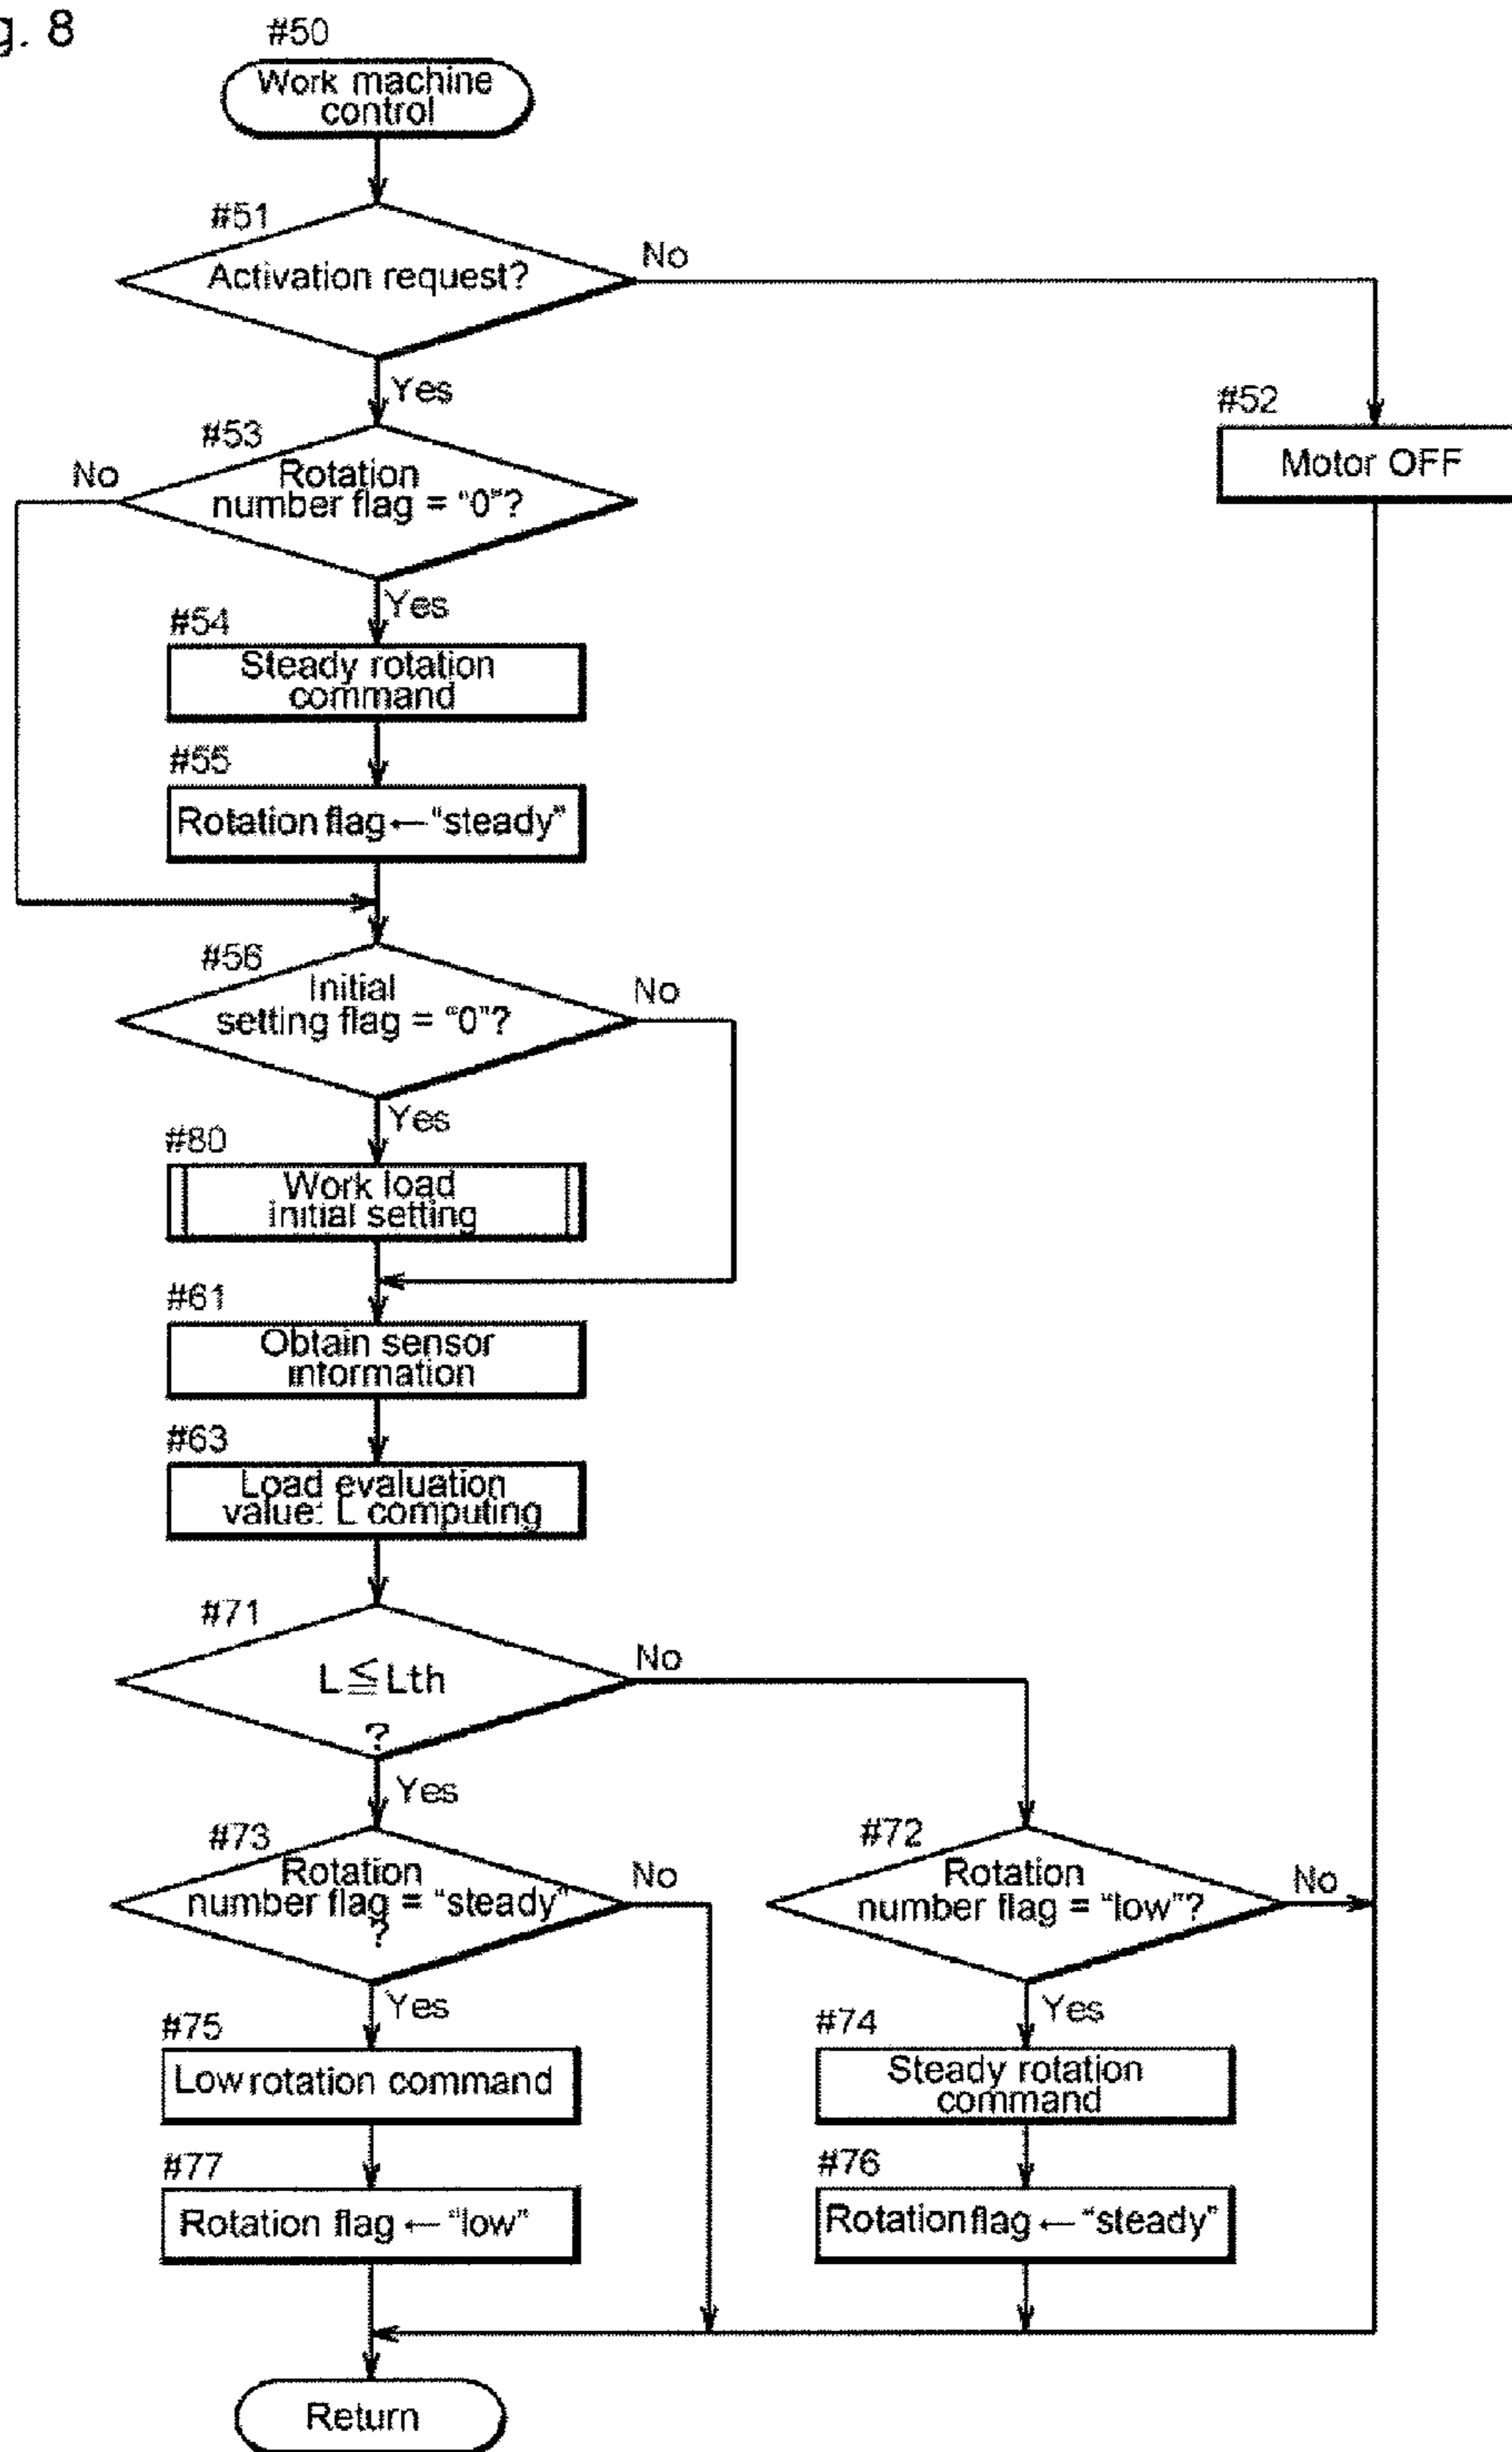 g. 8
#50
Work machine
control
#51
Activation request?
No
Yes
#52
Motor OFF
#53
Rotation
number flag = "0"?
No
Yes
#54
Steady rotation
command
#55
Rotation flag ← "steady"
#56
Initial
setting flag = "0"?
No
Yes
#80
Work load
initial setting
#61
Obtain sensor
information
#63
Load evaluation
value: L computing
#71
L ≦ Lth
?
No
Yes
#73
Rotation
number flag = "steady"
?
No
Yes
#72
Rotation
number flag = "low"?
No
Yes
#75
Low rotation command
#74
Steady rotation
command
#77
Rotation flag ← "low"
#76
Rotation flag ← "steady"
Return